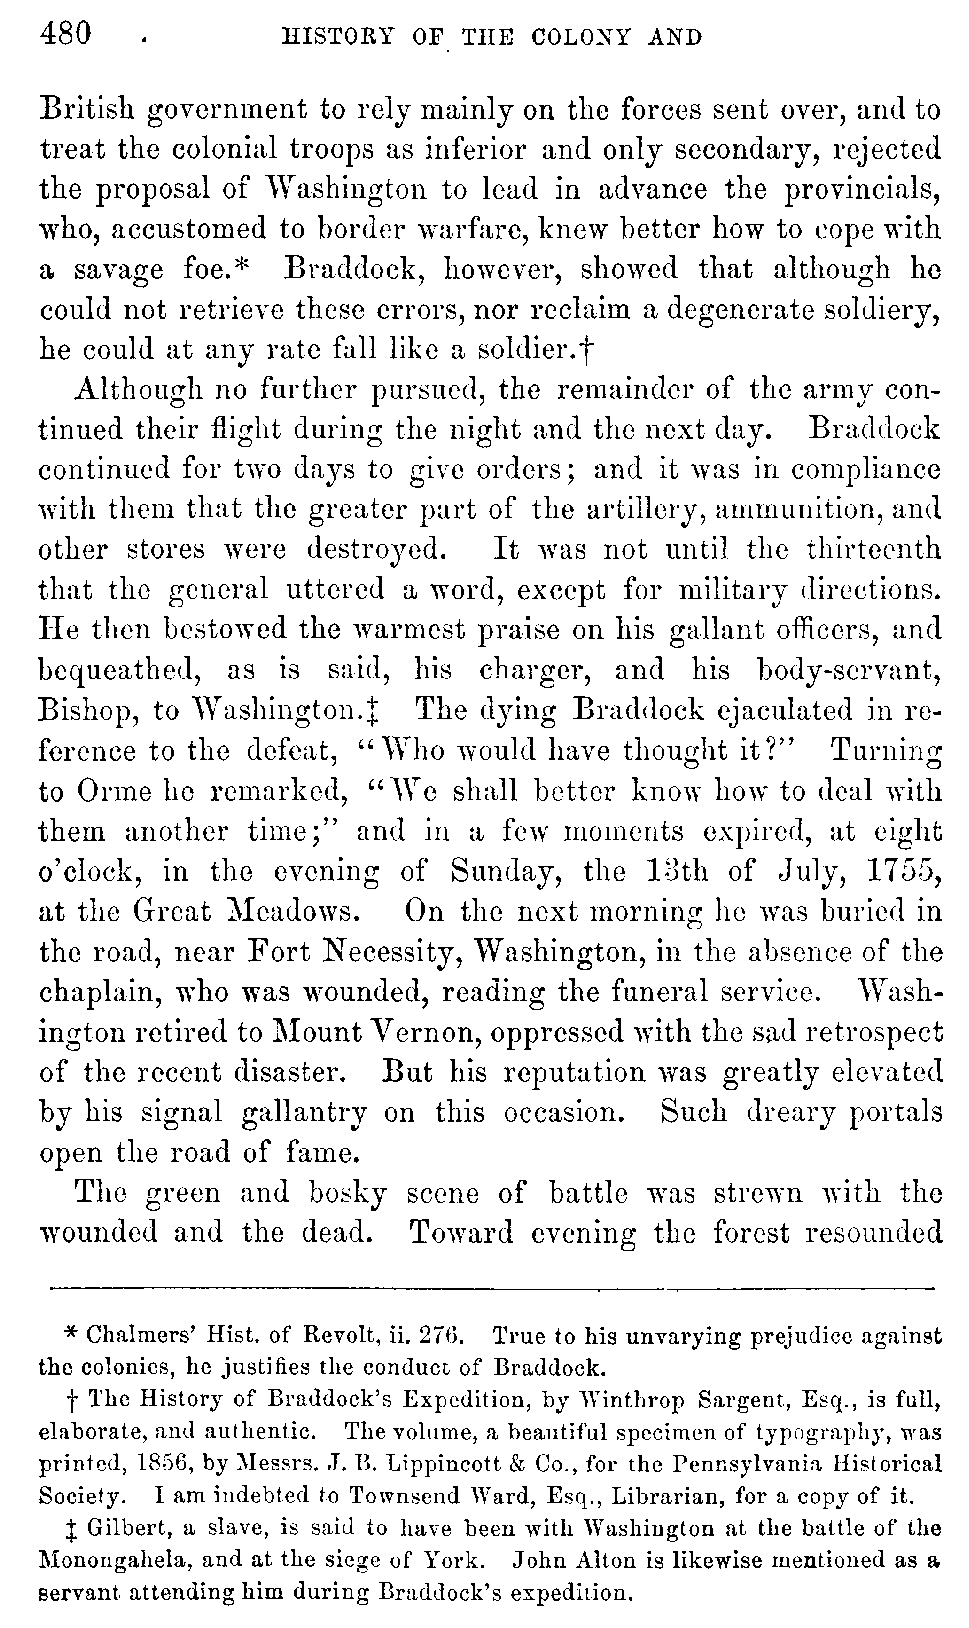 480 . HISTORY OF THE COLONY AND
British government to rely mainly on the forces sent over, and to
treat the colonial troops as inferior and only secondary, rejected
the proposal of Washington to lead in advance the provincials,
who, accustomed to border warfare, knew better how to cope with
a savage foe.* Braddock, however, showed that although he
could not retrieve these errors, nor reclaim a degenerate soldiery,
he could at any rate fall like a soldier.†
Although no further pursued, the remainder of the army con-
tinued their flight during the night and the next day. Braddock
continued for two days to give orders; and it was in compliance
with them that the greater part of the artillery, ammunition, and
other stores were destroyed. It was not until the thirteenth
that the general uttered a word, except for military directions.
He then bestowed the warmest praise on his gallant officers, and
bequeathed, as is said, his charger, and his body-servant,
Bishop, to Washington.‡ The dying Braddock ejaculated in re-
ference to the defeat, "Who would have thought it?" Turning
to Orme he remarked, "We shall better know how to deal with
them another time;" and in a few moments expired, at eight
o'clock, in the evening of Sunday, the 13th of July, 1755,
at the Great Meadows. On the next morning he was buried in
the road, near Fort Necessity, Washington, in the absence of the
chaplain, who was wounded, reading the funeral service. Wash-
ington retired to Mount Vernon, oppressed with the sad retrospect
of the recent disaster. But his reputation was greatly elevated
by his signal gallantry on this occasion. Such dreary portals
open the road of fame.
The green and bosky scene of battle was strewn with the
wounded and the dead. Toward evening the forest resounded
* Chalmers' Hist. of Revolt, ii. 276. True to his unvarying prejudice against
the colonies, he justifies the conduct of Braddock.
† The History of Braddock's Expedition, by Winthrop Sargent, Esq., is full,
elaborate, and authentic. The volume, a beautiful specimen of typography, was
printed, 1856, by Messrs. J. B. Lippincott & Co., for the Pennsylvania Historical
Society. I am indebted to Townsend Ward, Esq., Librarian, for a copy of it.
‡ Gilbert, a slave, is said to have been with Washington at the battle of the
Monongahela, and at the siege of York. John Alton is likewise mentioned as a
servant attending him during Braddock's expedition.